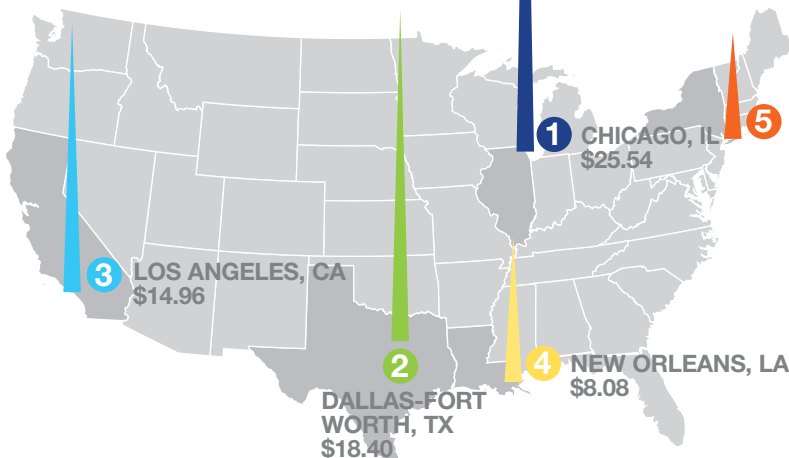 1
CHICAGO, IL
$25.54
5
3
LOS ANGELES, CA
$14.96
2
DALLAS-FORT
WORTH, TX
$18.40
4
NEW ORLEANS, LA
$8.08